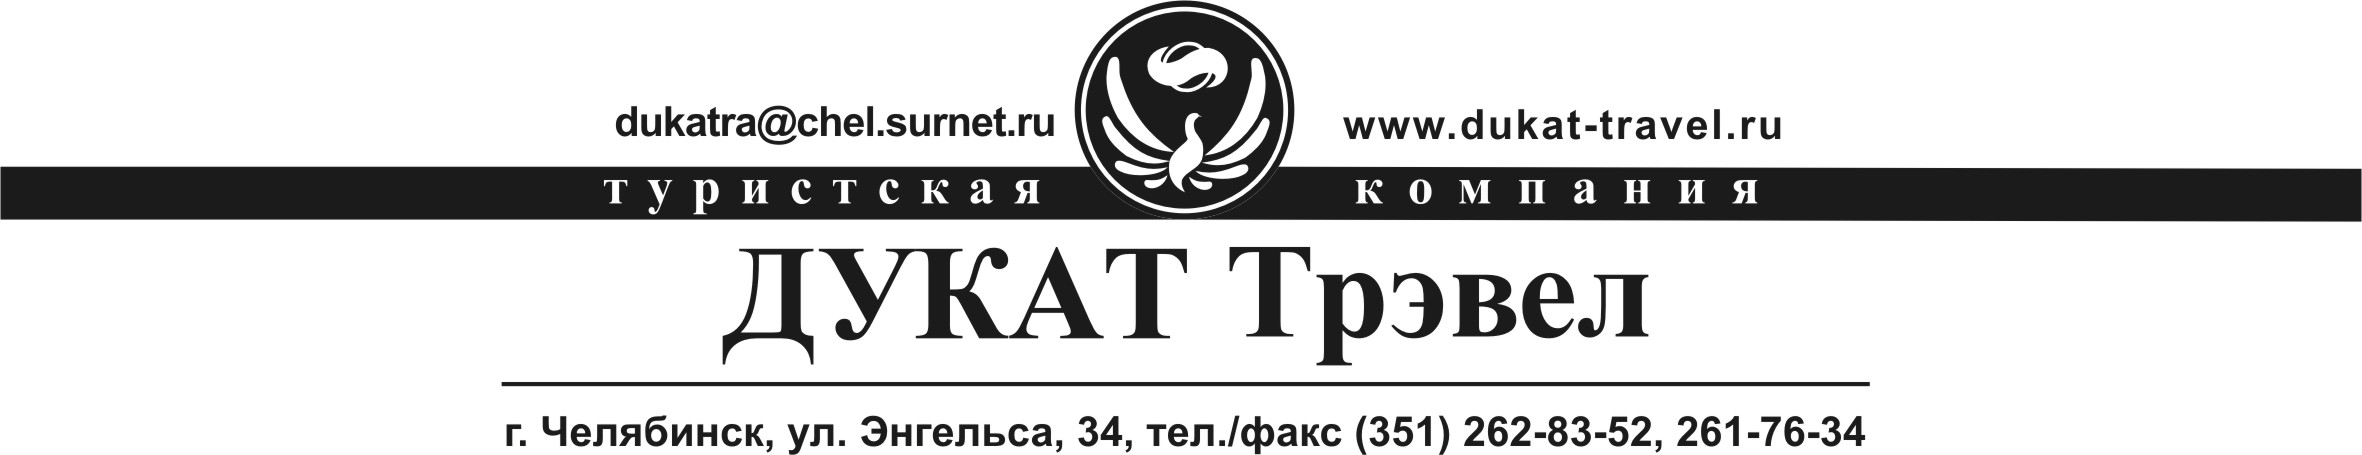 dukatra@chel.surnet.ru www.dukat-travel.ru
туристская компания
ДУКАТ Трэвел
г. Челябинск, ул. Энгельса, 34, тел./факс (351) 262-83-52, 261-76-34